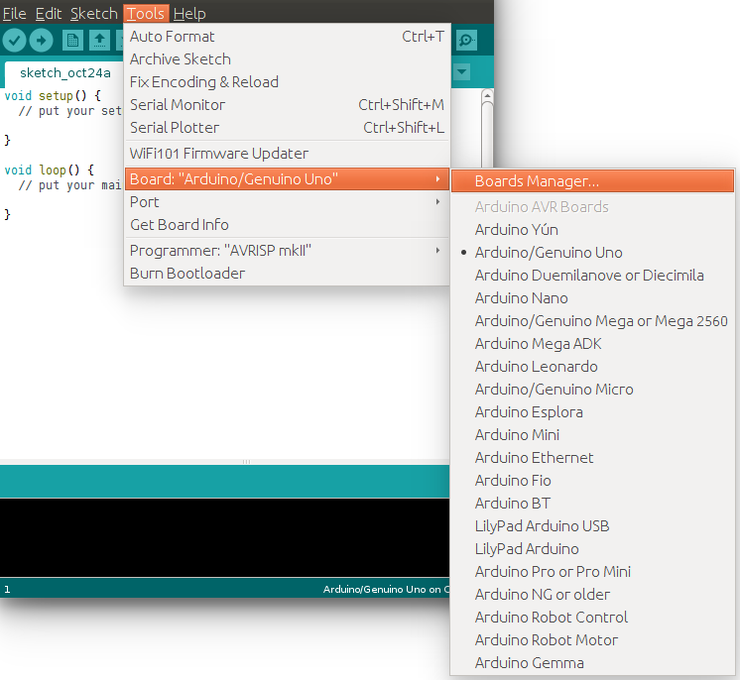 File Edit Sketch Tools Help
sketch_oct24a
void setup() {
// put your set
}
void loop() {
// put your mai
}
Auto Format Ctrl+T
Archive Sketch
Fix Encoding & Reload
Serial Monitor Ctrl+Shift+M
Serial Plotter Ctrl+Shift+L
WiFi101 Firmware Updater
Board: "Arduino/Genuino Uno"
Port
Get Board Info
Programmer: "AVRISP mkII"
Burn Bootloader
Boards Manager...
Arduino AVR Boards
Arduino Yún
Arduino/Genuino Uno
Arduino Duemilanove or Diecimila
Arduino Nano
Arduino/Genuino Mega or Mega 2560
Arduino Mega ADK
Arduino Leonardo
Arduino/Genuino Micro
Arduino Esplora
Arduino Mini
Arduino Ethernet
Arduino Fio
Arduino BT
LilyPad Arduino USB
LilyPad Arduino
Arduino Pro or Pro Mini
Arduino NG or older
Arduino Robot Control
Arduino Robot Motor
Arduino Gemma
1 Arduino/Genuino Uno on